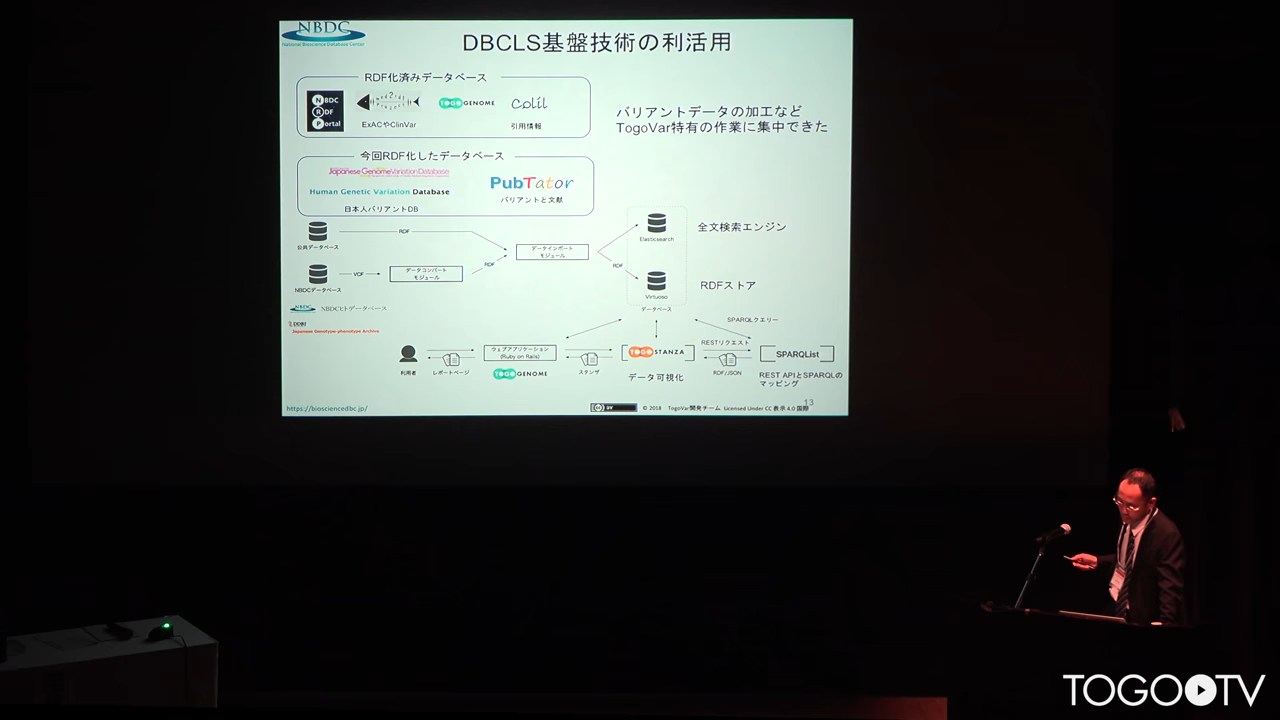 NBDC
National Bioscience Database Center
DBCLS基盤技術の利活用
RDF化済みデータベース
NBDC
RDF
Portal
ExACやClinVar
TOGOGENOME
Colil
引用情報
バリアントデータの加工など
TogoVar特有の作業に集中できた
今回RDF化したデータベース
Japanese Genome Variation Database
Human Genetic Variation Database
日本人バリアントDB
PubTator
バリアントと文献
公共データベース
RDF
データインポート
モジュール
RDF
RDF
NBDCデータベース
VCF
データコンバート
モジュール
Elasticsearch
全文検索エンジン
Virtuoso
RDFストア
データベース
NBDC
NBDCヒトデータベース
DDBJ
Japanese Genotype-phenotype Archive
SPARQLクエリー
利用者
レポートページ
ウェブアプリケーション
(Ruby on Rails)
TOGOGENOME
スタンザ
TOGOSTANZA
データ可視化
RESTリクエスト
RDF/JSON
SPARQList
REST APIとSPARQLの
マッピング
https://biosciencedbc.jp/
CC BY
© 2018 TogoVar開発チーム Licensed Under CC 表示 4.0 国際
13
TOGOTV